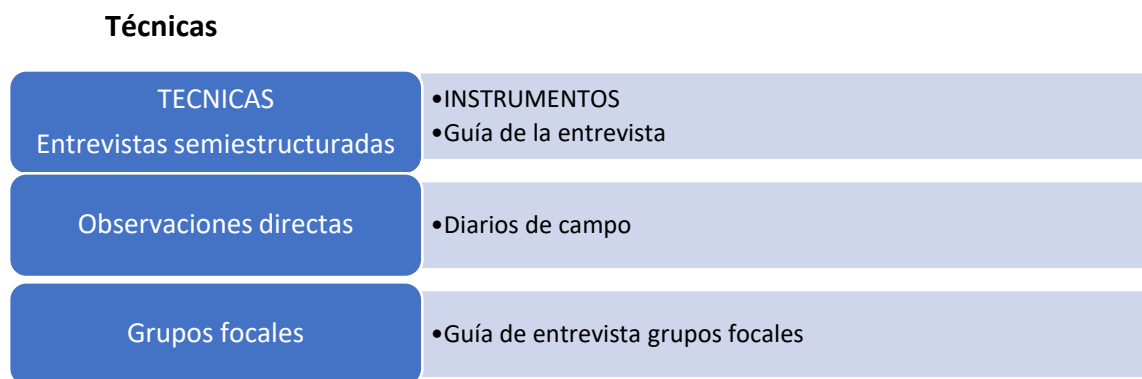 Técnicas
TECNICAS
Entrevistas semiestructuradas
•INSTRUMENTOS
•Guía de la entrevista
Observaciones directas
•Diarios de campo
Grupos focales
•Guía de entrevista grupos focales